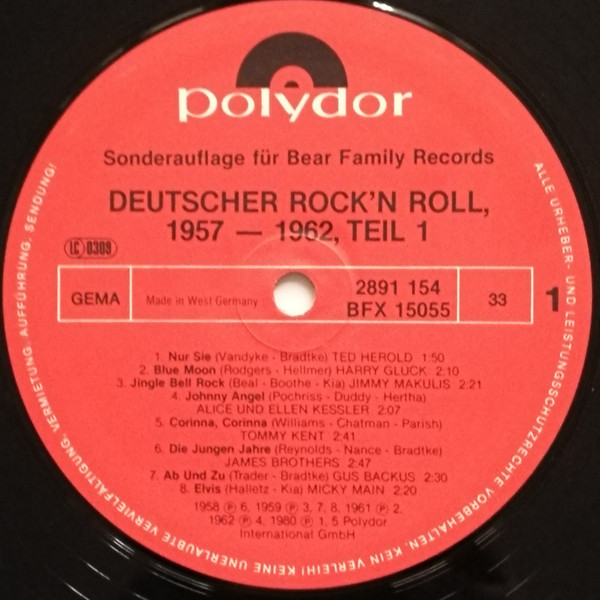 polydor
Sonderauflage für Bear Family Records
DEUTSCHER ROCK'N ROLL,
1957 — 1962, TEIL 1
LC 0309
GEMA
Made in West Germany
2891 154
BFX 15055
33
1
1. Nur Sie (Vandyke - Bradtke) TED HEROLD 1:50
2. Blue Moon (Rodgers - Hellmer) HARRY GLUCK 2:10
3. Jingle Bell Rock (Beal - Boothe - Kia) JIMMY MAKULIS 2:21
4. Johnny Angel (Pochriss - Duddy - Hertha)
ALICE UND ELLEN KESSLER 2:07
5. Corinna, Corinna (Williams - Chatman - Parish)
TOMMY KENT 2:41
6. Die Jungen Jahre (Reynolds - Nance - Bradtke)
JAMES BROTHERS 2:47
7. Ab Und Zu (Trader - Bradtke) GUS BACKUS 2:30
8. Elvis (Halletz - Kia) MICKY MAIN 2:20
1958 ℗ 6, 1959 ℗ 3, 7, 8, 1961 ℗ 2,
1962 ℗ 4, 1980 ℗ 1, 5 Polydor
International GmbH
ALLE URHEBER- UND LEISTUNGSSCHUTZRECHTE VORBEHALTEN. KEIN VERLEIH! KEINE UNERLAUBTE VERVIELFÄLTIGUNG, VERMIETUNG, AUFFÜHRUNG, SENDUNG!